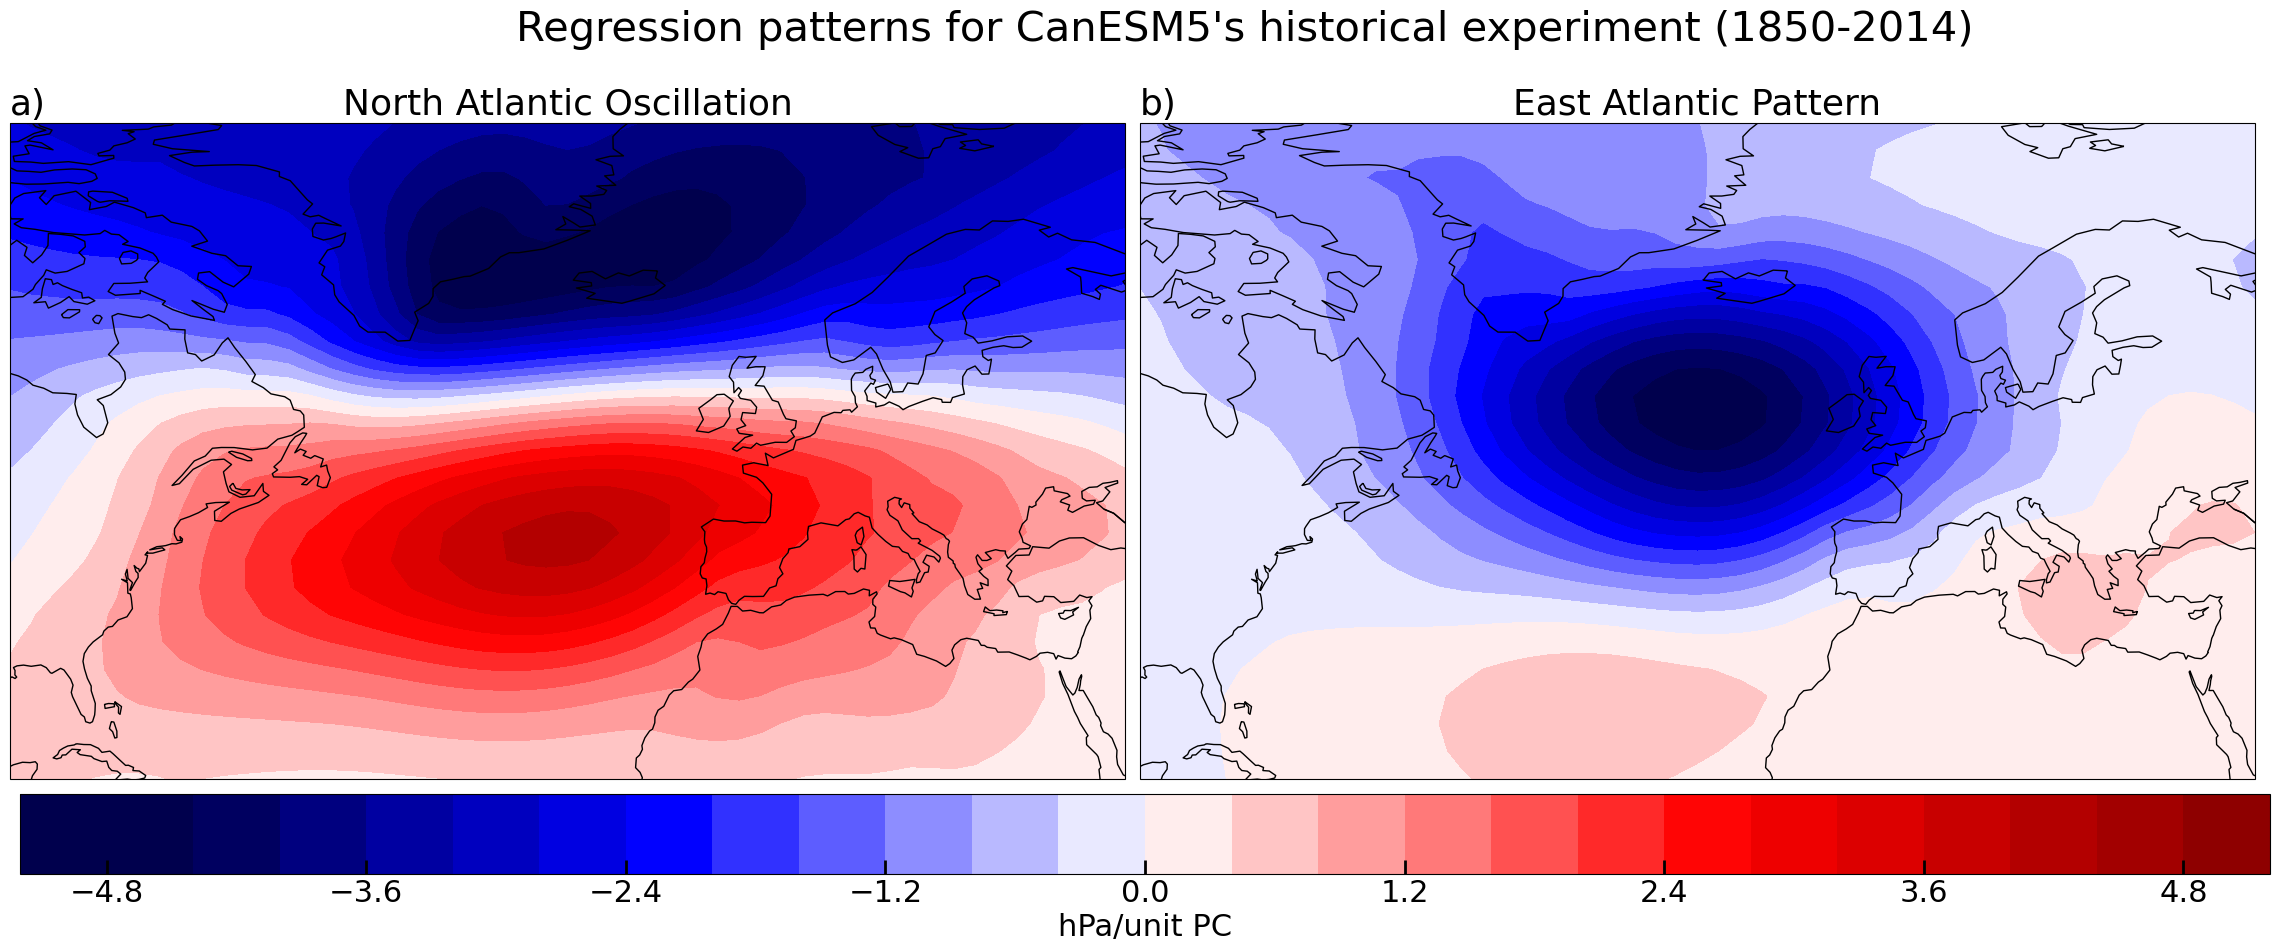 Regression patterns for CanESM5's historical experiment (1850-2014)
a)
North Atlantic Oscillation
b)
East Atlantic Pattern
−4.8 −3.6 −2.4 −1.2 0.0 1.2 2.4 3.6 4.8
hPa/unit PC